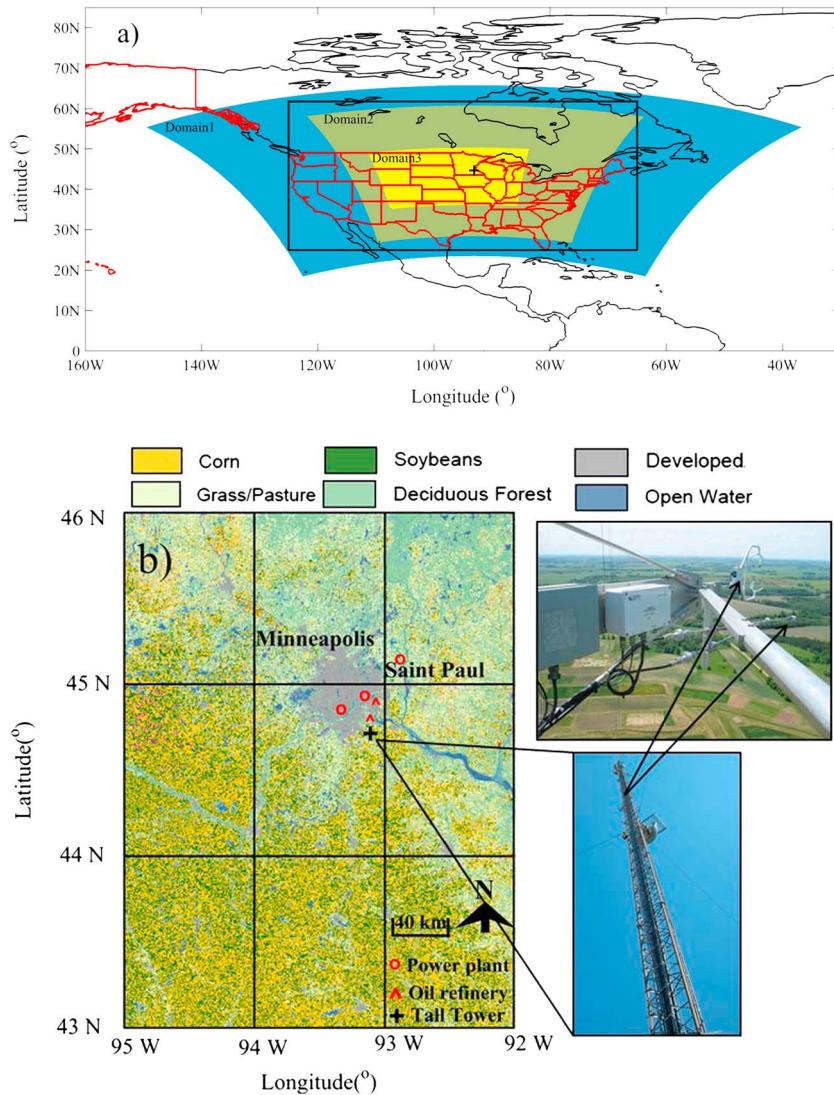 a)
85N
80N
70N
60N
50N
40N
30N
20N
10N
0
Latitude (o)
Domain1
Domain2
Domain3
160W
140W
120W
100W
80W
60W
40W
Longitude (o)
Corn
Soybeans
Developed
Grass/Pasture
Deciduous Forest
Open Water
b)
46 N
45 N
44 N
43 N
Latitude(o)
Minneapolis
Saint Paul
N
40 km
Power plant
Oil refinery
Tall Tower
95 W
94 W
93 W
92 W
Longitude(o)